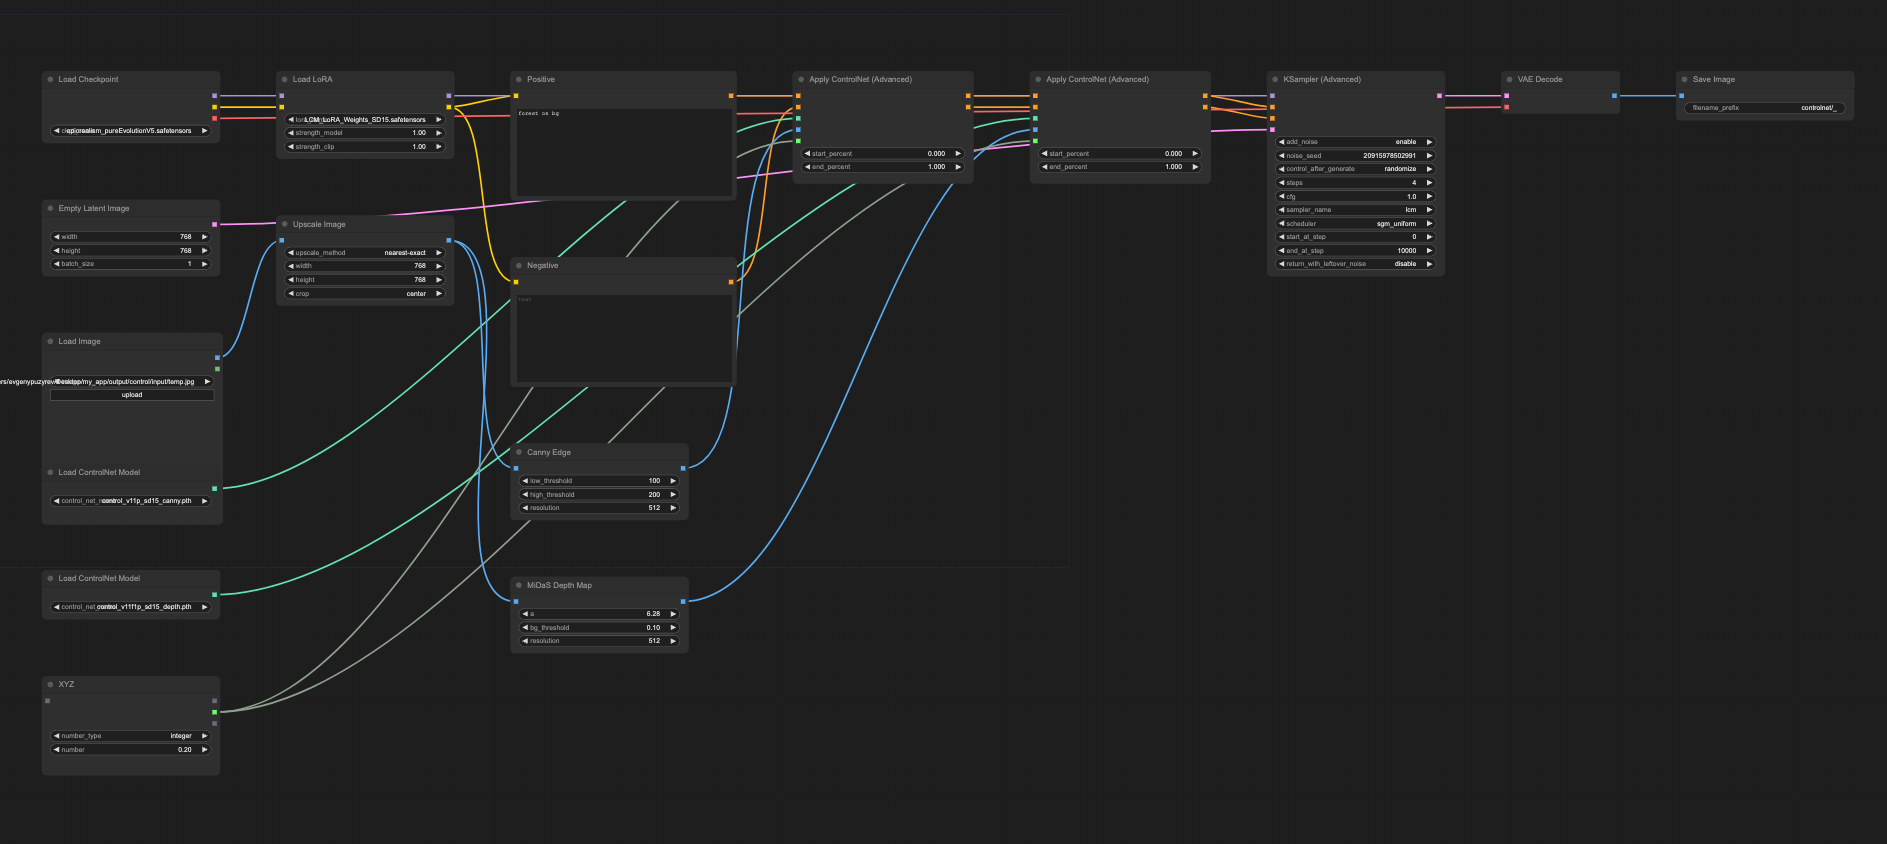 Load Checkpoint
epicrealism_pureEvolutionV5.safetensors
Load LoRA
LCM_LoRA_Weights_SD15.safetensors
strength_model 1.00
strength_clip 1.00
Positive
forest on bg
Apply ControlNet (Advanced)
start_percent 0.000
end_percent 1.000
Apply ControlNet (Advanced)
start_percent 0.000
end_percent 1.000
KSampler (Advanced)
add_noise enable
noise_seed 20915978502991
control_after_generate randomize
steps 4
cfg 1.0
sampler_name lcm
scheduler sgm_uniform
start_at_step 0
end_at_step 10000
return_with_leftover_noise disable
VAE Decode
Save Image
filename_prefix controlnet/_
Empty Latent Image
width 768
height 768
batch_size 1
Upscale Image
upscale_method nearest-exact
width 768
height 768
crop center
Negative
text
Load Image
rs/evgenypuzyrev/Desktop/my_app/output/control/input/temp.jpg
upload
Load ControlNet Model
control_v11p_sd15_canny.pth
Canny Edge
low_threshold 100
high_threshold 200
resolution 512
Load ControlNet Model
control_v11f1p_sd15_depth.pth
MiDaS Depth Map
a 6.28
bg_threshold 0.10
resolution 512
XYZ
number_type integer
number 0.20